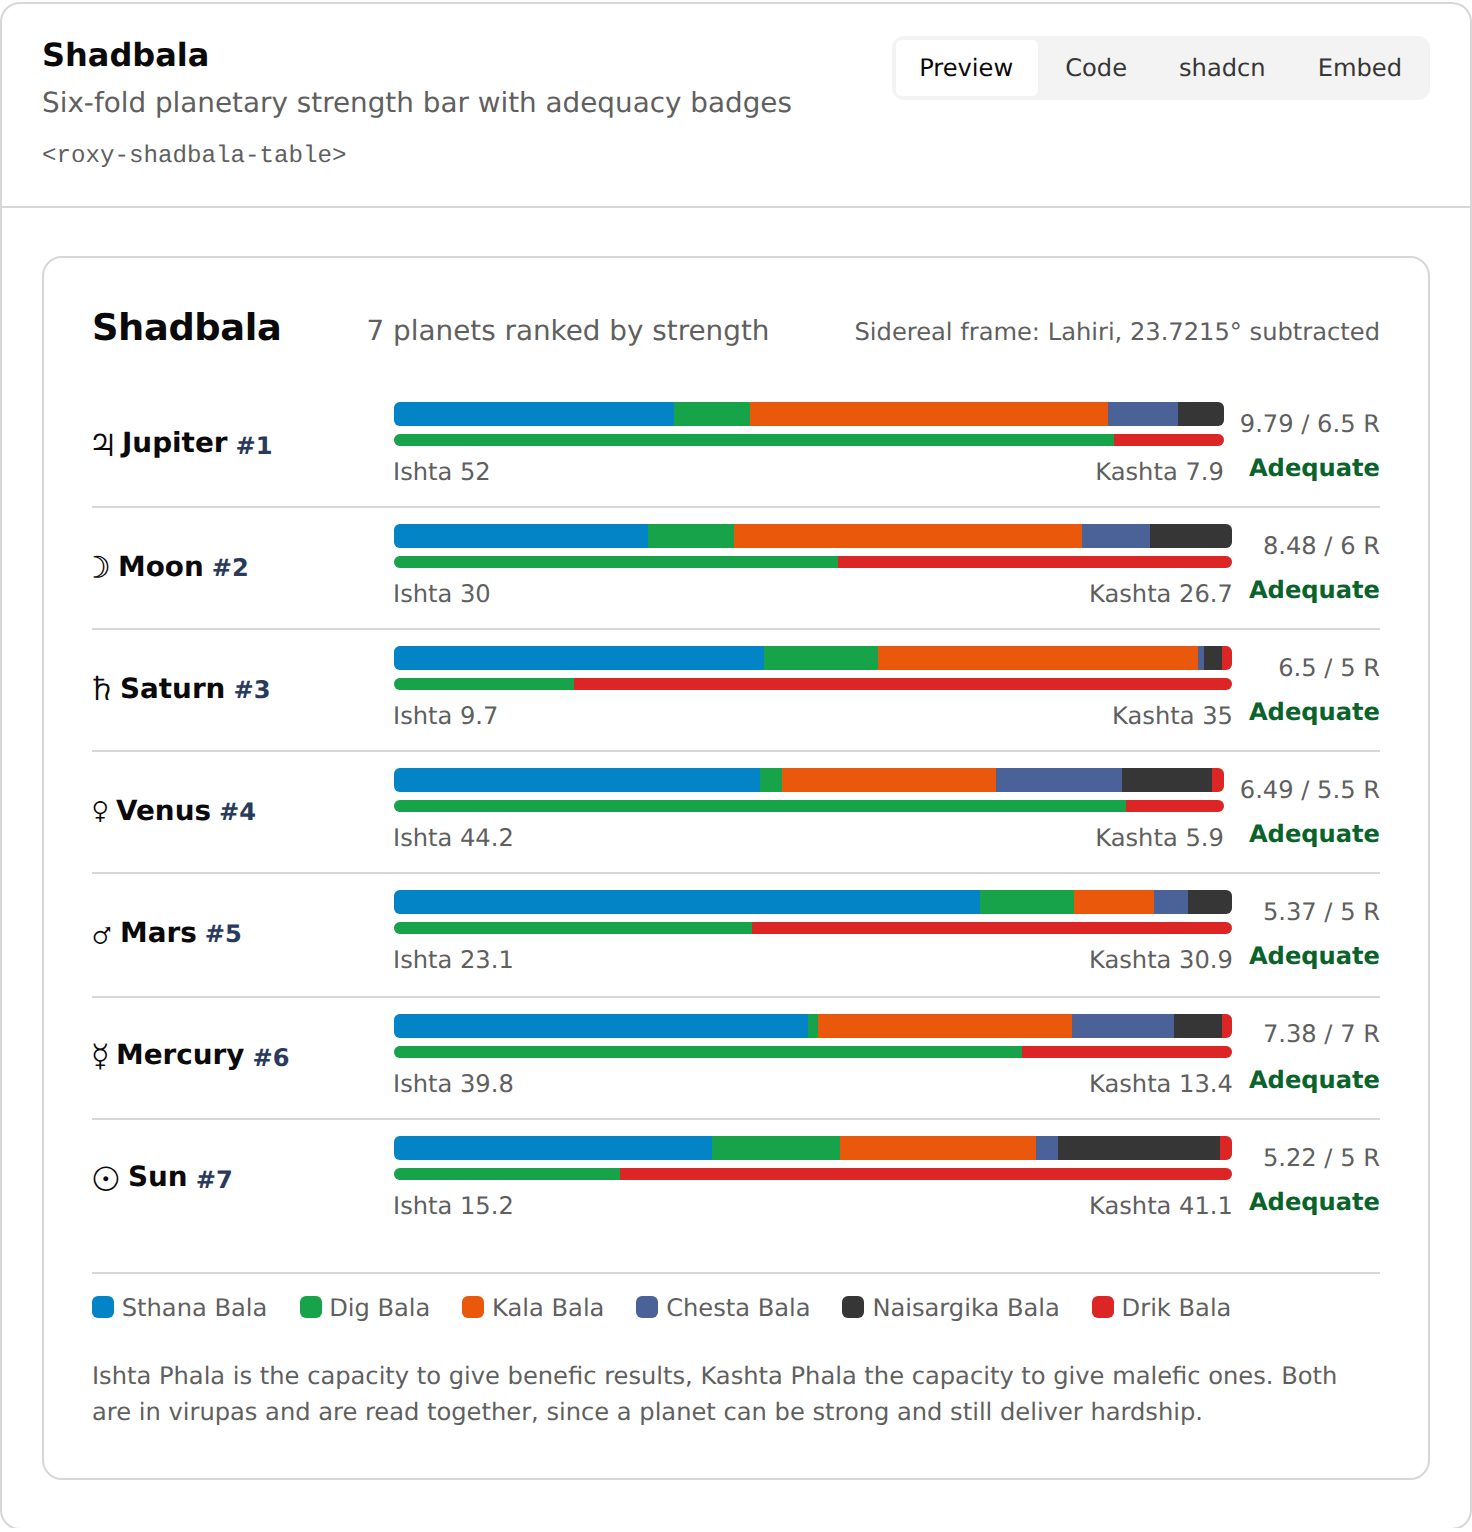 Shadbala
Six-fold planetary strength bar with adequacy badges
<roxy-shadbala-table>
Preview Code shadcn Embed
Shadbala 7 planets ranked by strength Sidereal frame: Lahiri, 23.7215° subtracted
♃ Jupiter #1
9.79 / 6.5 R
Ishta 52 Kashta 7.9 Adequate
☽ Moon #2
8.48 / 6 R
Ishta 30 Kashta 26.7 Adequate
♄ Saturn #3
6.5 / 5 R
Ishta 9.7 Kashta 35 Adequate
♀ Venus #4
6.49 / 5.5 R
Ishta 44.2 Kashta 5.9 Adequate
♂ Mars #5
5.37 / 5 R
Ishta 23.1 Kashta 30.9 Adequate
☿ Mercury #6
7.38 / 7 R
Ishta 39.8 Kashta 13.4 Adequate
☉ Sun #7
5.22 / 5 R
Ishta 15.2 Kashta 41.1 Adequate
Sthana Bala Dig Bala Kala Bala Chesta Bala Naisargika Bala Drik Bala
Ishta Phala is the capacity to give benefic results, Kashta Phala the capacity to give malefic ones. Both
are in virupas and are read together, since a planet can be strong and still deliver hardship.